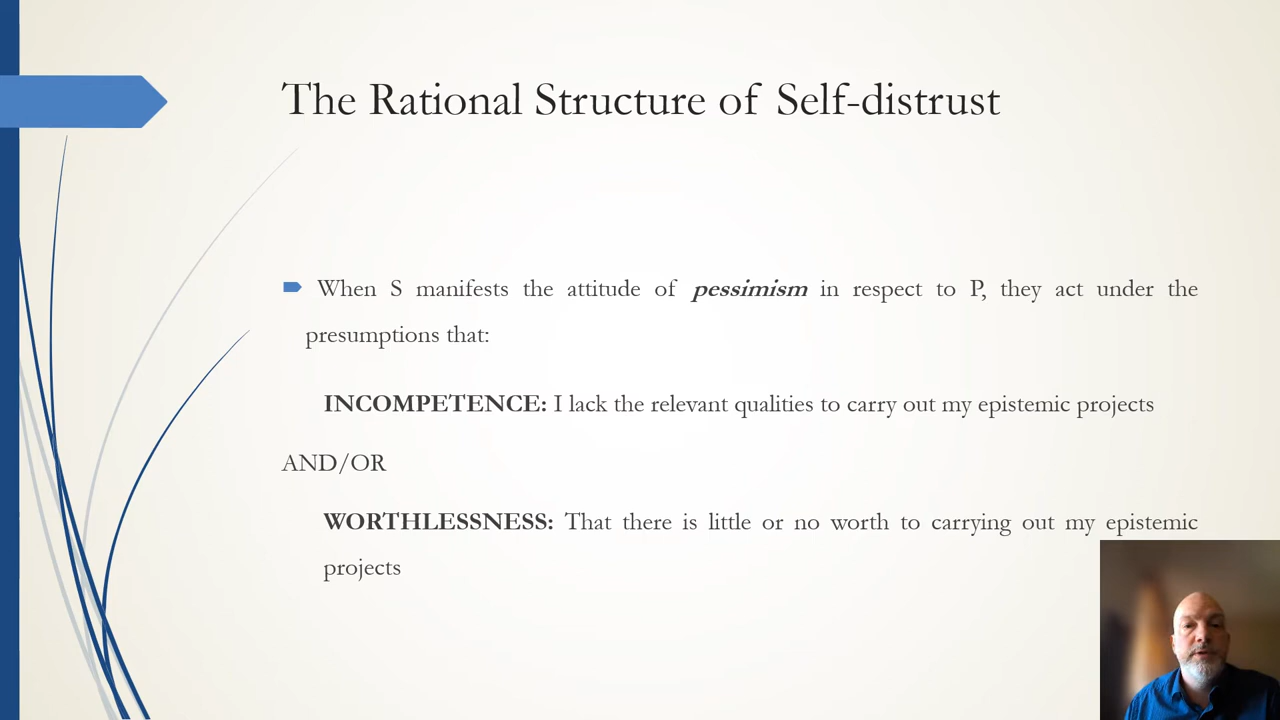 The Rational Structure of Self-distrust
When S manifests the attitude of pessimism in respect to P, they act under the
presumptions that:
INCOMPETENCE: I lack the relevant qualities to carry out my epistemic projects
AND/OR
WORTHLESSNESS: That there is little or no worth to carrying out my epistemic
projects